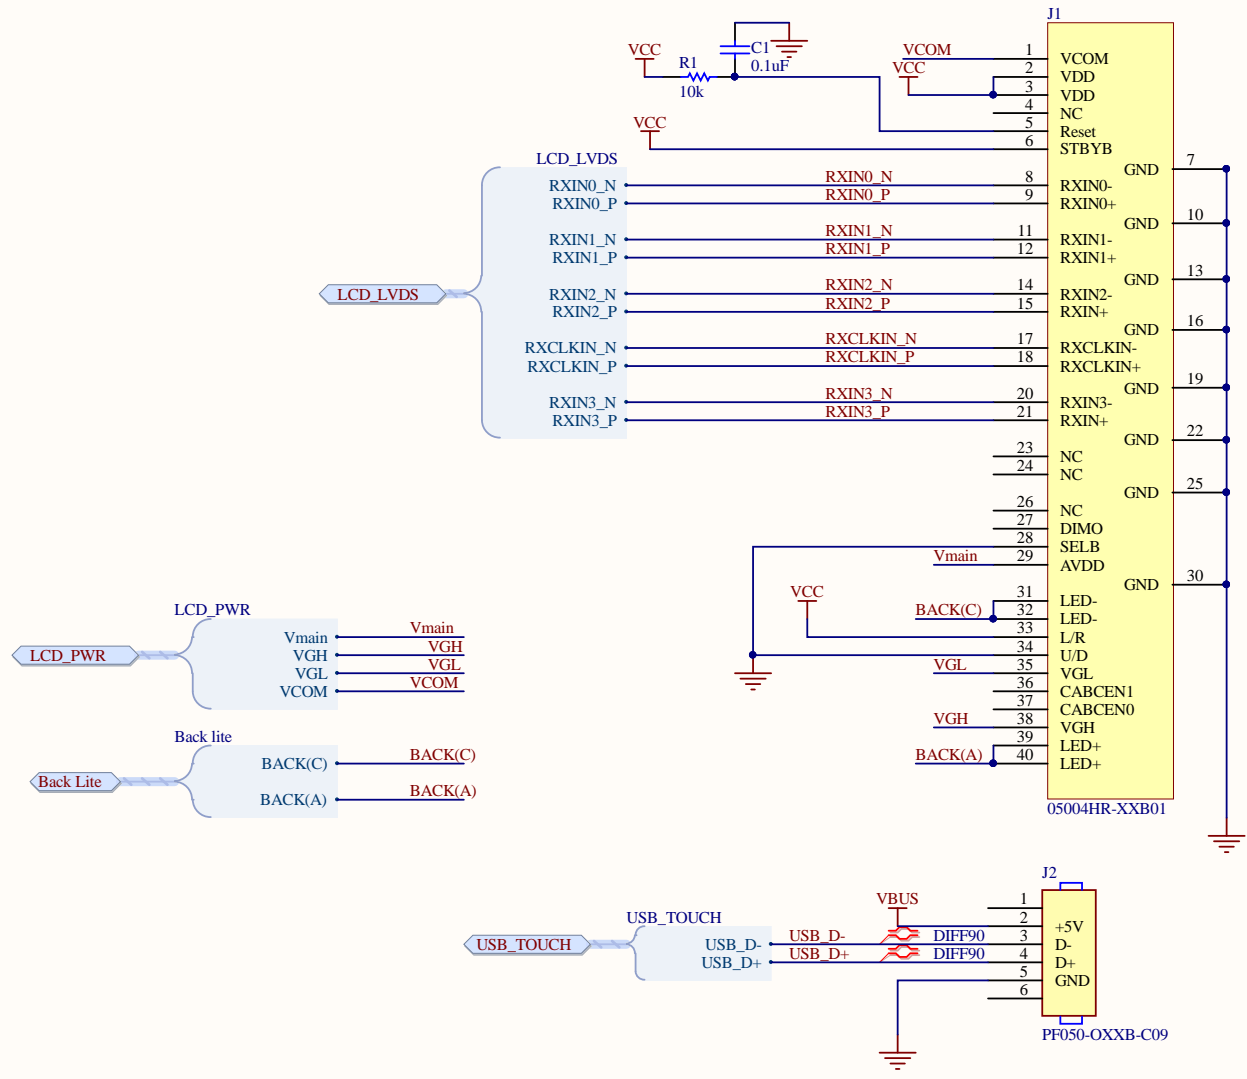 J1
VCC
R1
10k
C1
0.1uF
VCOM
VCC
1 VCOM
2 VDD
3 VDD
4 NC
5 Reset
6 STBYB
VCC
GND 7
LCD_LVDS
RXIN0_N RXIN0_N 8 RXIN0-
RXIN0_P RXIN0_P 9 RXIN0+
GND 10
RXIN1_N RXIN1_N 11 RXIN1-
RXIN1_P RXIN1_P 12 RXIN1+
GND 13
LCD_LVDS
RXIN2_N RXIN2_N 14 RXIN2-
RXIN2_P RXIN2_P 15 RXIN+
GND 16
RXCLKIN_N RXCLKIN_N 17 RXCLKIN-
RXCLKIN_P RXCLKIN_P 18 RXCLKIN+
GND 19
RXIN3_N RXIN3_N 20 RXIN3-
RXIN3_P RXIN3_P 21 RXIN+
GND 22
23 NC
24 NC
GND 25
26 NC
27 DIMO
28 SELB
Vmain 29 AVDD
GND 30
VCC
31 LED-
BACK(C) 32 LED-
33 L/R
34 U/D
VGL 35 VGL
36 CABCEN1
37 CABCEN0
VGH 38 VGH
39 LED+
BACK(A) 40 LED+
05004HR-XXB01
LCD_PWR
LCD_PWR
Vmain Vmain
VGH VGH
VGL VGL
VCOM VCOM
Back lite
Back Lite
BACK(C) BACK(C)
BACK(A) BACK(A)
J2
VBUS
USB_TOUCH
USB_TOUCH
1
2 +5V
USB_D- USB_D- DIFF90 3 D-
USB_D+ USB_D+ DIFF90 4 D+
5 GND
6
PF050-OXXB-C09